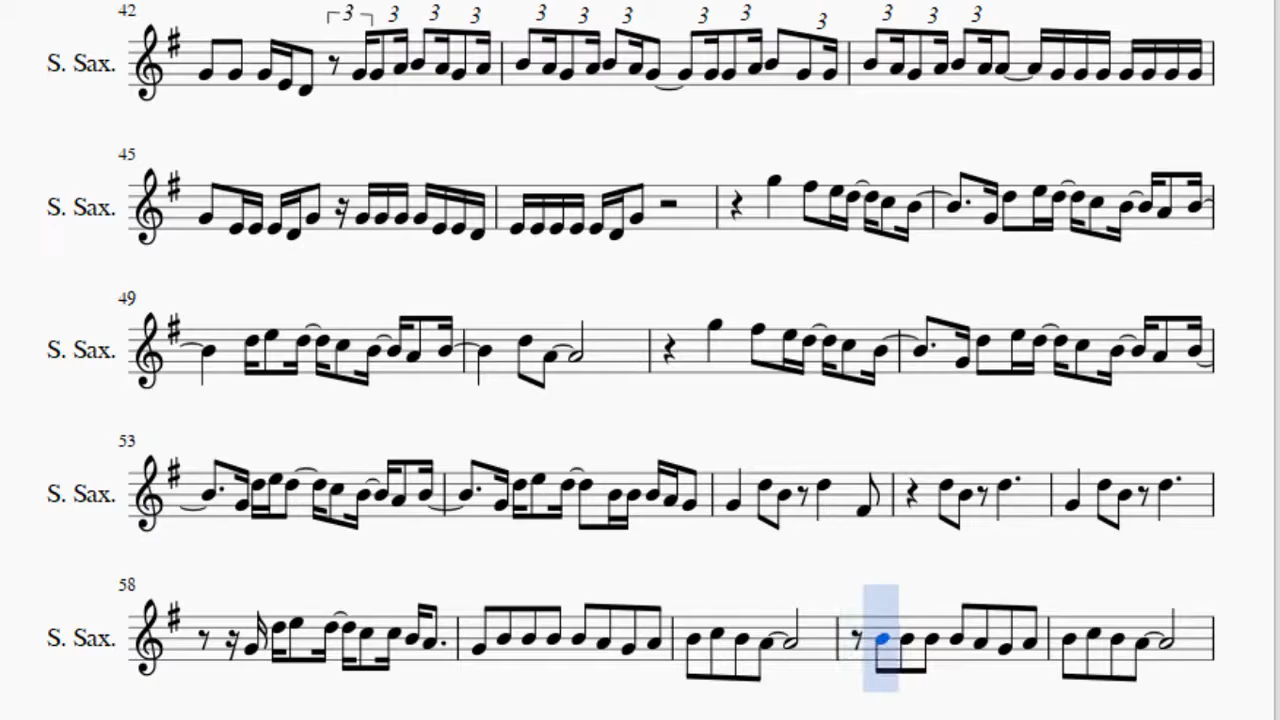 42
3 3 3 3 3 3 3 3 3 3 3 3 3
S. Sax.
45
S. Sax.
49
S. Sax.
53
S. Sax.
58
S. Sax.